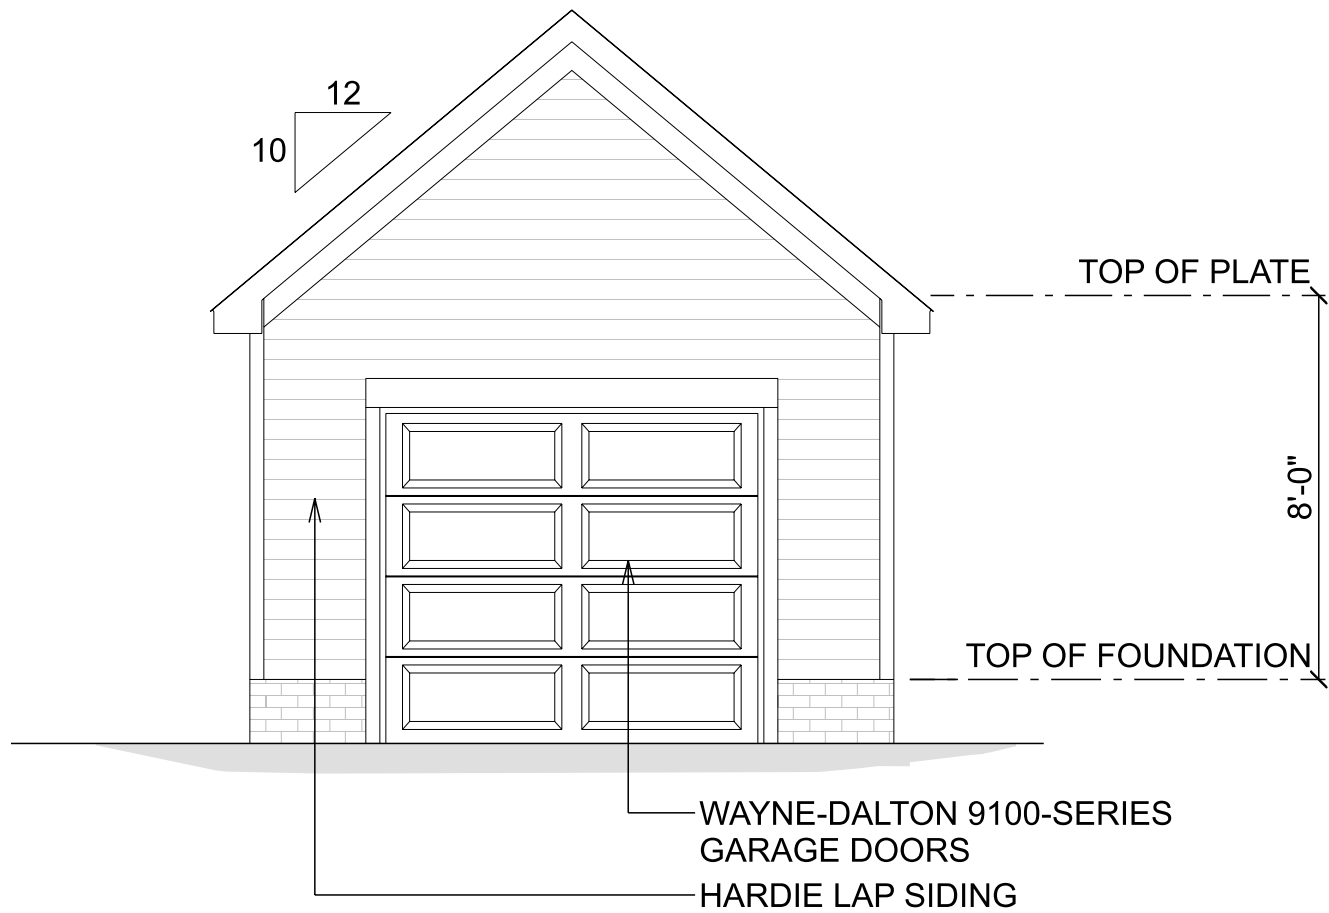 12
10
TOP OF PLATE
8'-0"
TOP OF FOUNDATION
WAYNE-DALTON 9100-SERIES
GARAGE DOORS
HARDIE LAP SIDING